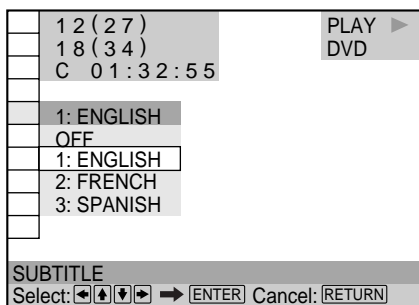 12(27)
18(34)
C 01:32:55
PLAY
DVD
1: ENGLISH
OFF
1: ENGLISH
2: FRENCH
3: SPANISH
SUBTITLE
Select: ENTER Cancel: RETURN